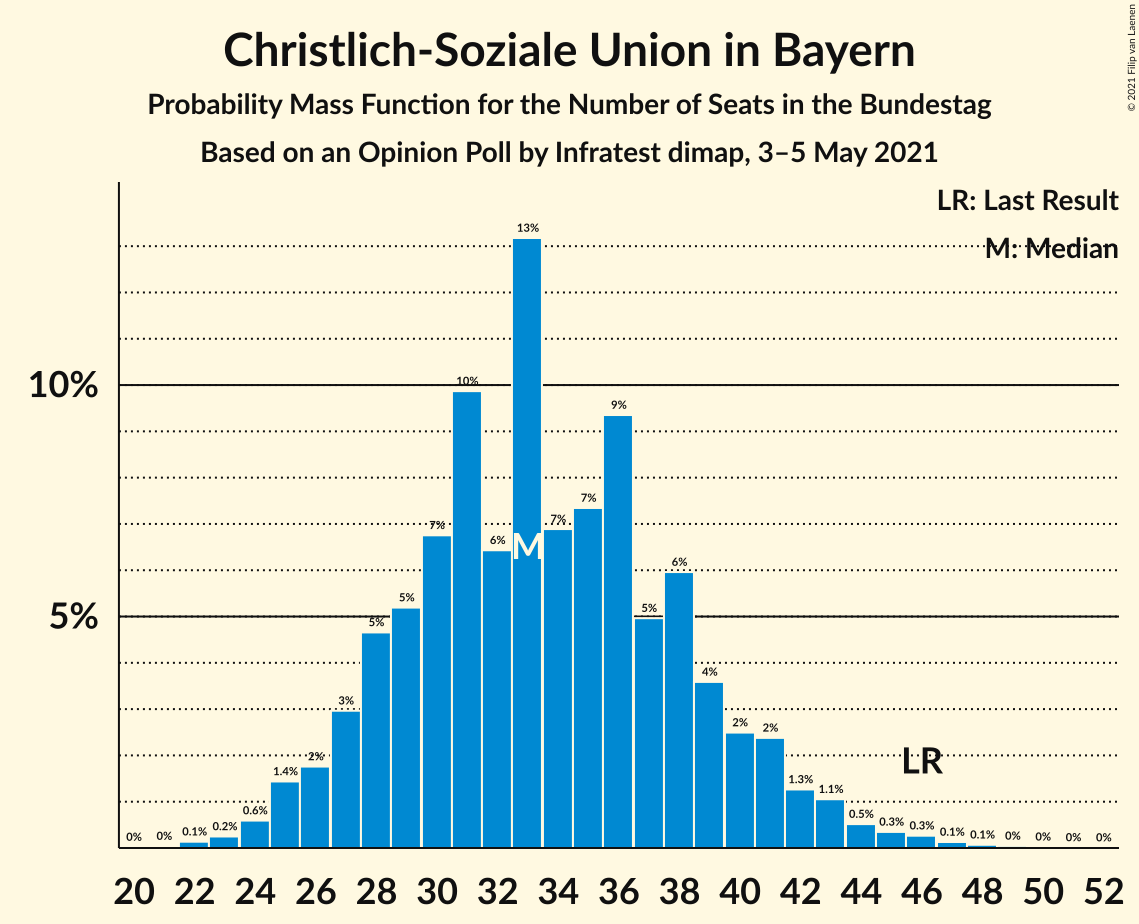 Christlich-Soziale Union in Bayern
Probability Mass Function for the Number of Seats in the Bundestag
Based on an Opinion Poll by Infratest dimap, 3–5 May 2021
© 2021 Filip van Laenen
LR: Last Result
M: Median
10%
5%
0% 0% 0.1% 0.2% 0.6% 1.4% 2% 3% 5% 5% 7% 10% 6% 13% 7% 7% 9% 5% 6% 4% 2% 2% 1.3% 1.1% 0.5% 0.3% 0.3% 0.1% 0.1% 0% 0% 0% 0%
M
LR
20 22 24 26 28 30 32 34 36 38 40 42 44 46 48 50 52